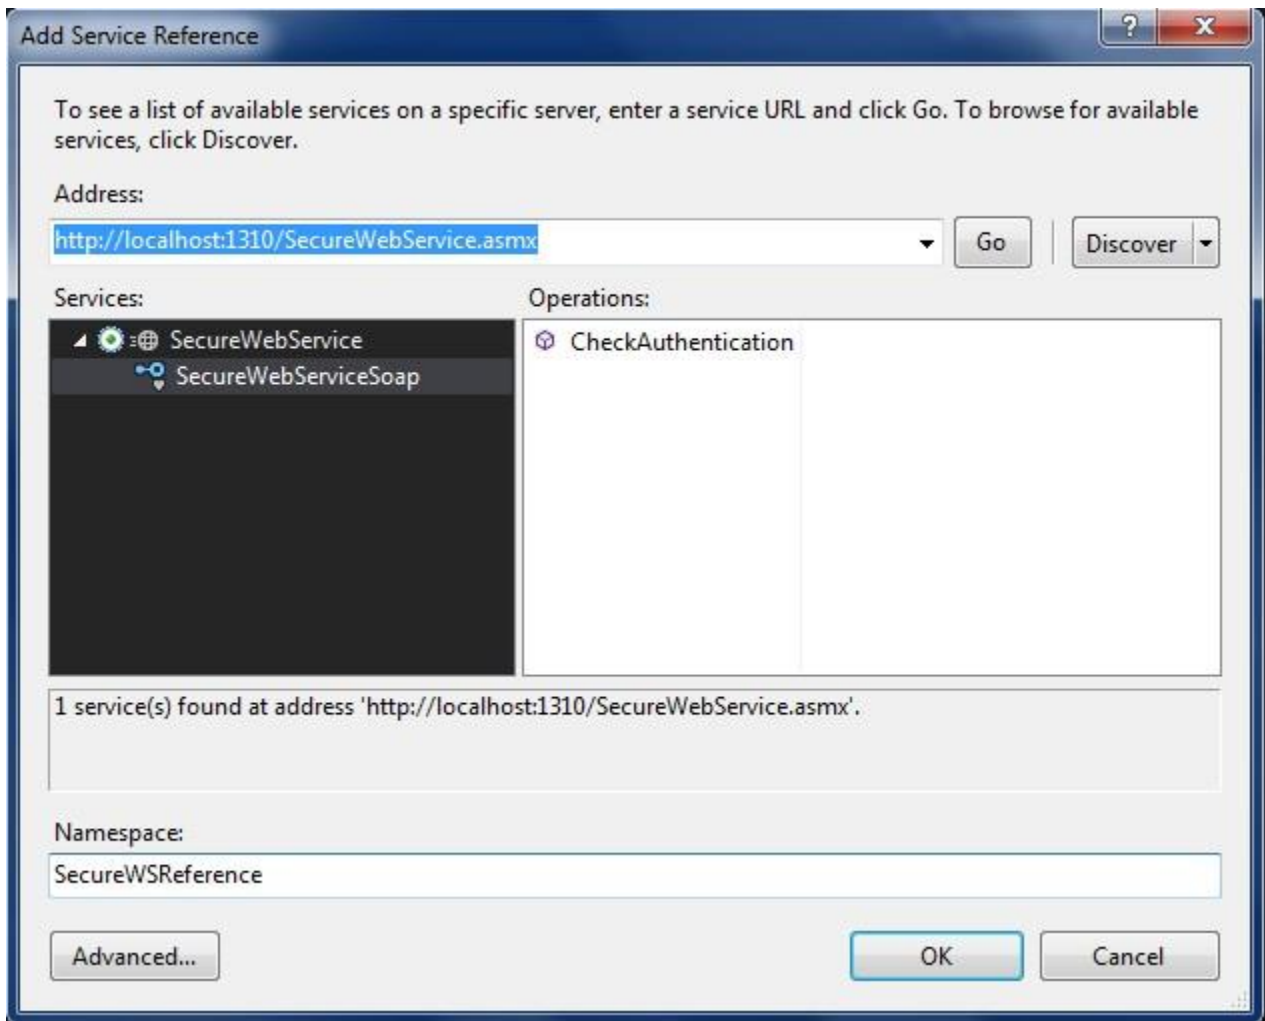 Add Service Reference
?
X
To see a list of available services on a specific server, enter a service URL and click Go. To browse for available
services, click Discover.
Address:
http://localhost:1310/SecureWebService.asmx
Go
Discover
Services:
Operations:
SecureWebService
CheckAuthentication
SecureWebServiceSoap
1 service(s) found at address 'http://localhost:1310/SecureWebService.asmx'.
Namespace:
SecureWSReference
Advanced...
OK
Cancel